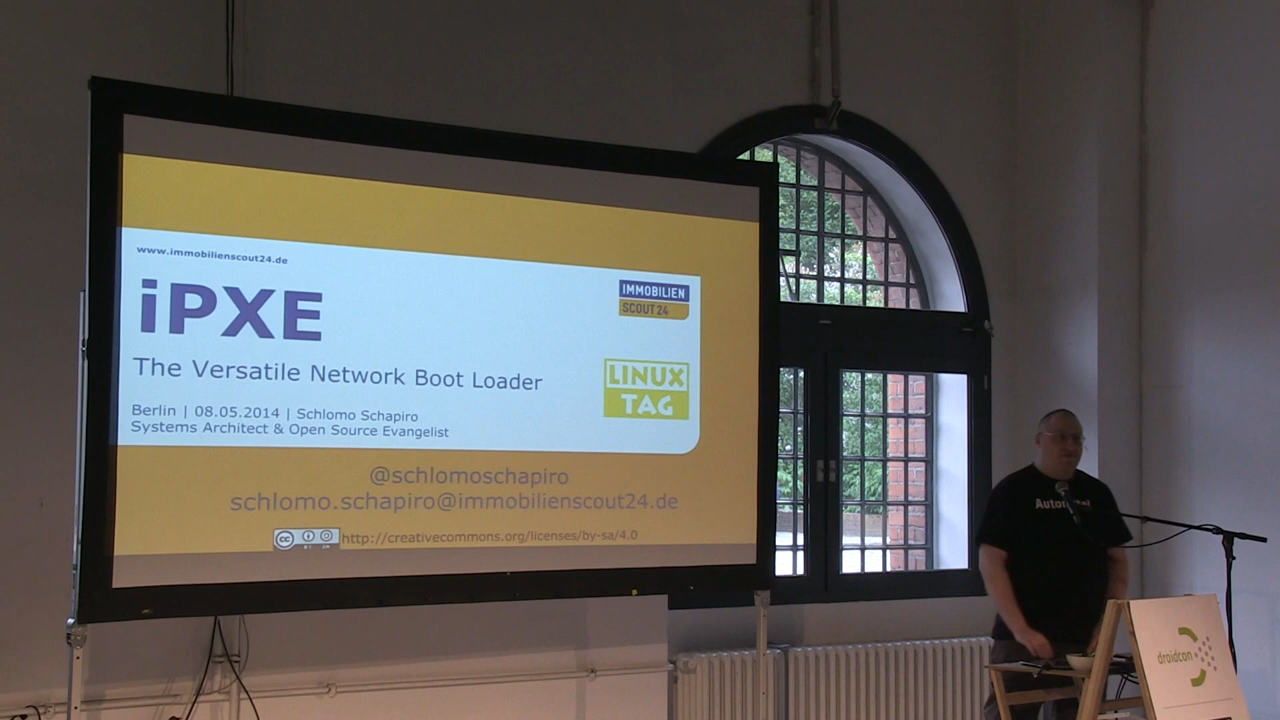 www.immobilienscout24.de
iPXE
The Versatile Network Boot Loader
Berlin | 08.05.2014 | Schlomo Schapiro
Systems Architect & Open Source Evangelist
IMMOBILIEN
SCOUT24
LINUX
TAG
@schlomoschapiro
schlomo.schapiro@immobilienscout24.de
cc
http://creativecommons.org/licenses/by-sa/4.0
droidcon